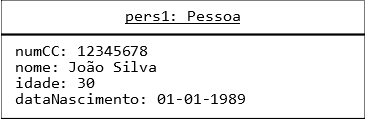 pers1: Pessoa
numCC: 12345678
nome: João Silva
idade: 30
dataNascimento: 01-01-1989